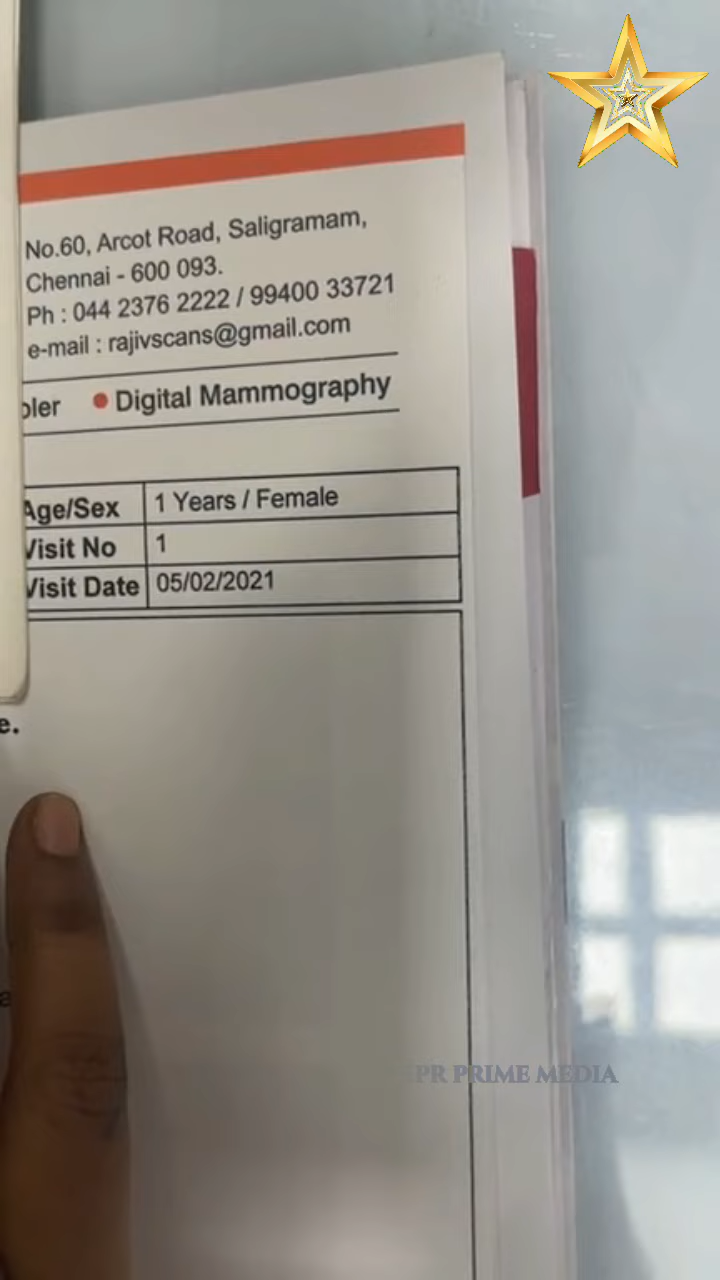 No.60, Arcot Road, Saligramam,
Chennai - 600 093.
Ph : 044 2376 2222 / 99400 33721
e-mail : rajivscans@gmail.com
Digital Mammography
Age/Sex 1 Years / Female
Visit No 1
Visit Date 05/02/2021
PR PRIME MEDIA